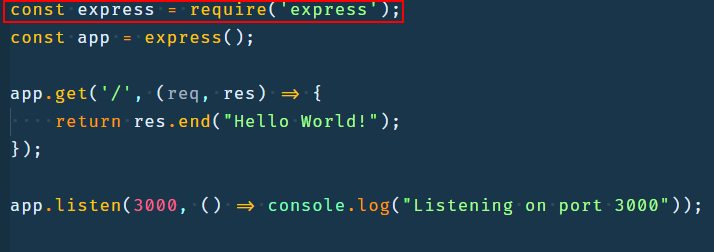 const express = require('express');
const app = express();
app.get('/', (req, res) => {
    return res.end("Hello World!");
});
app.listen(3000, () => console.log("Listening on port 3000"));